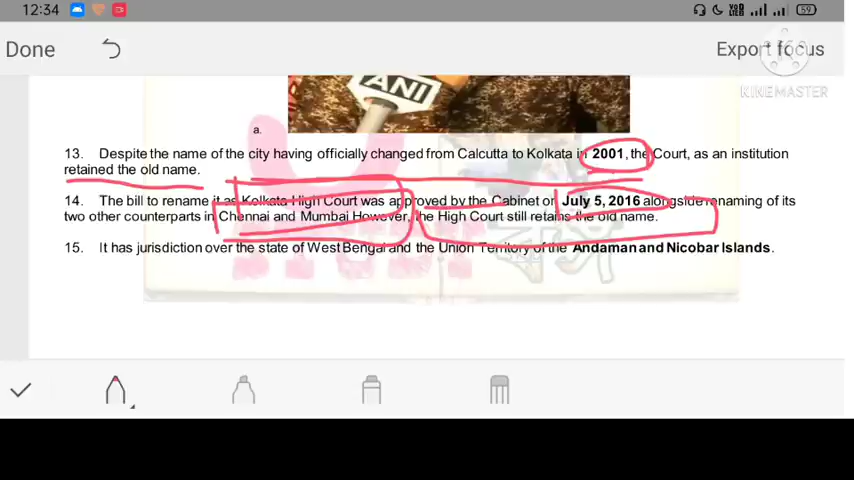 12:34
VoD LTE
59
Done
Export focus
KINEMASTER
ANI
a.
13. Despite the name of the city having officially changed from Calcutta to Kolkata in 2001, the Court, as an institution
retained the old name.
14. The bill to rename it as Kolkata High Court was approved by the Cabinet on July 5, 2016 alongside renaming of its
two other counterparts in Chennai and Mumbai However, the High Court still retains the old name.
15. It has jurisdiction over the state of West Bengal and the Union Territory of the Andaman and Nicobar Islands.